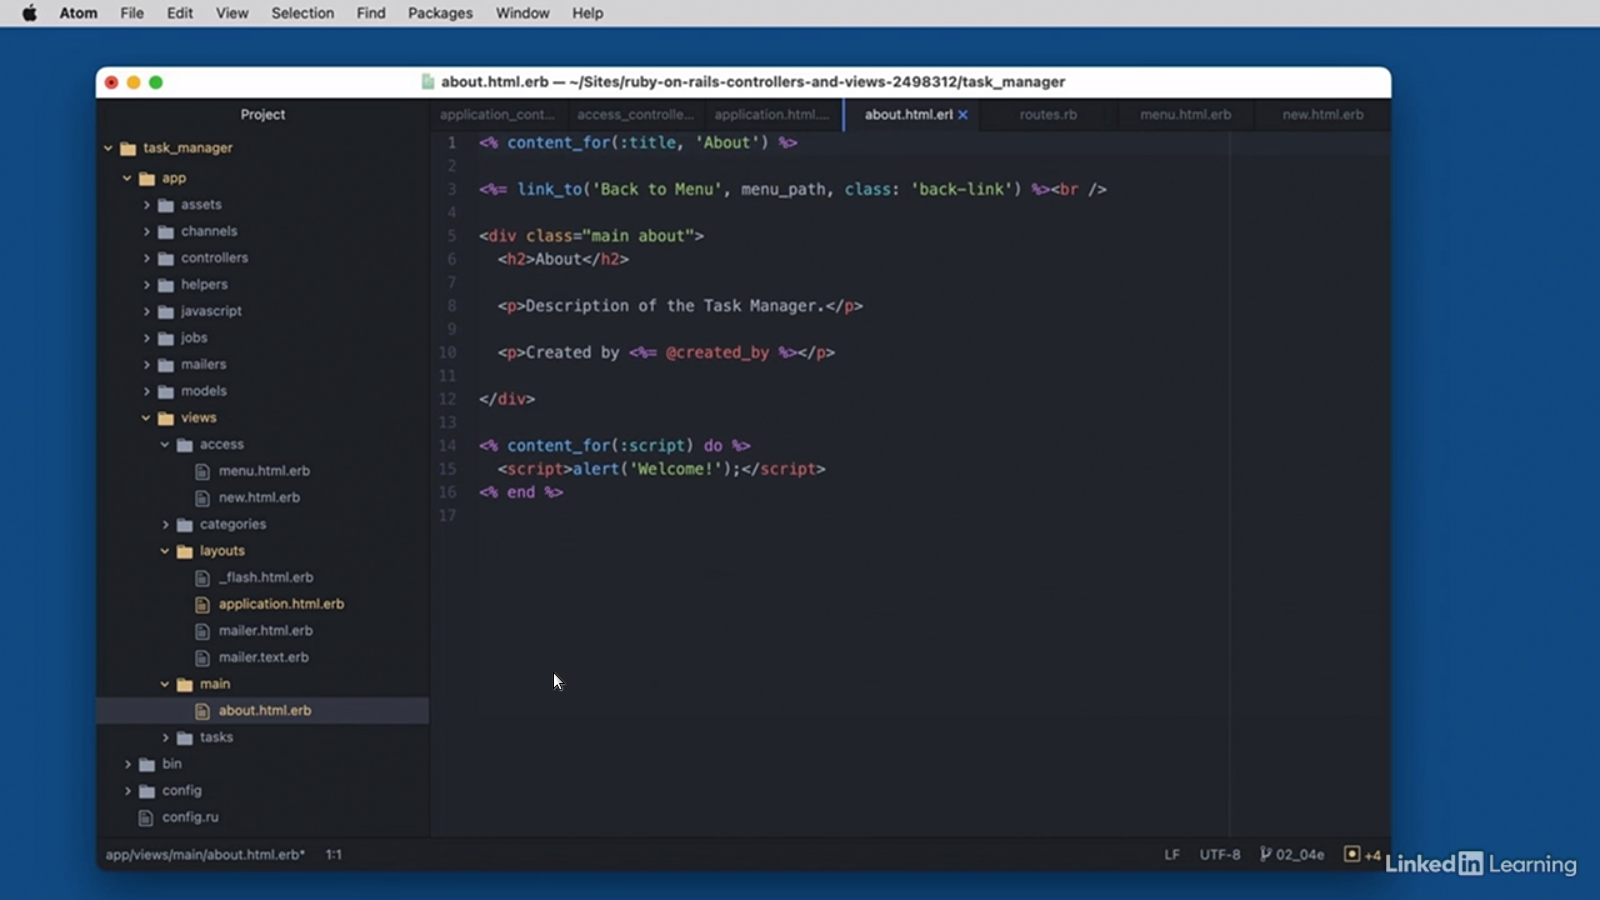 Atom File Edit View Selection Find Packages Window Help
about.html.erb — ~/Sites/ruby-on-rails-controllers-and-views-2498312/task_manager
Project
application_cont... access_controlle... application.html.... about.html.erl routes.rb menu.html.erb new.html.erb
task_manager
app
assets
channels
controllers
helpers
javascript
jobs
mailers
models
views
access
menu.html.erb
new.html.erb
categories
layouts
_flash.html.erb
application.html.erb
mailer.html.erb
mailer.text.erb
main
about.html.erb
tasks
bin
config
config.ru
1 <% content_for(:title, 'About') %>
2
3 <%= link_to('Back to Menu', menu_path, class: 'back-link') %><br />
4
5 <div class="main about">
6   <h2>About</h2>
7
8   <p>Description of the Task Manager.</p>
9
10   <p>Created by <%= @created_by %></p>
11
12 </div>
13
14 <% content_for(:script) do %>
15   <script>alert('Welcome!');</script>
16 <% end %>
17
app/views/main/about.html.erb* 1:1 LF UTF-8 02_04e +4
LinkedIn Learning